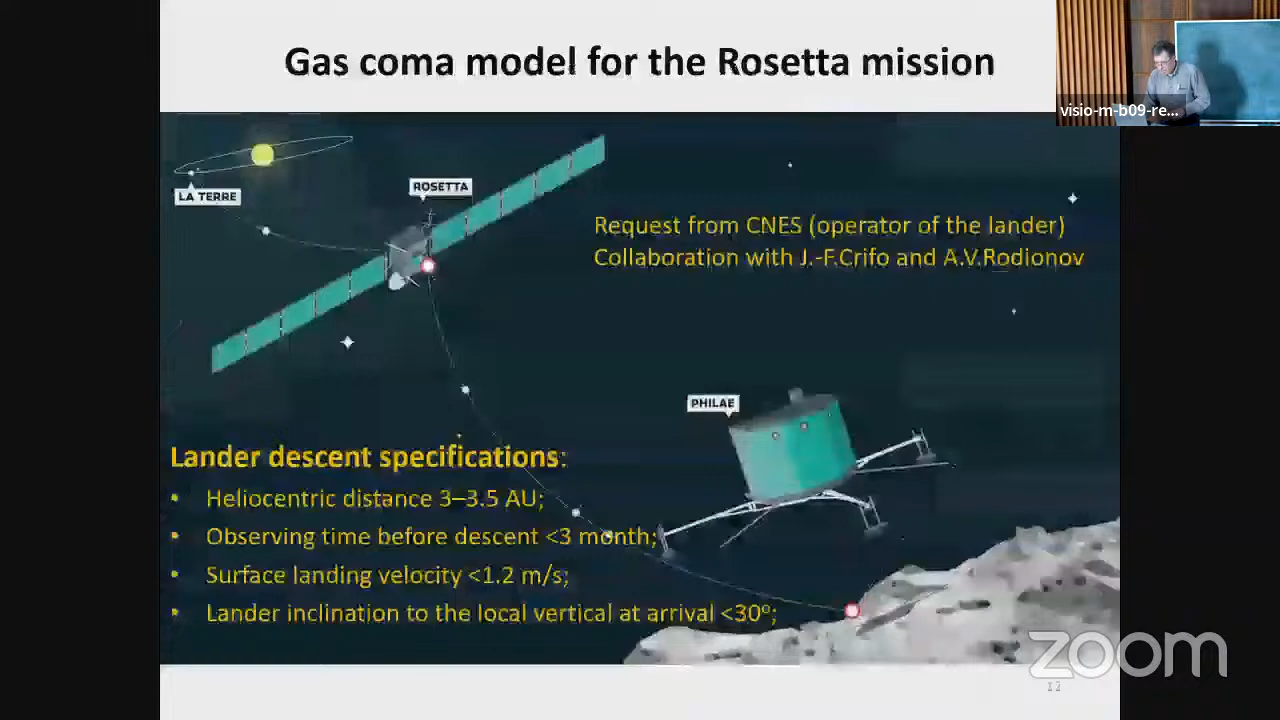 Gas coma model for the Rosetta mission
visio-m-b09-re...
LA TERRE
ROSETTA
Request from CNES (operator of the lander)
Collaboration with J.-F.Crifo and A.V.Rodionov
PHILAE
Lander descent specifications:
• Heliocentric distance 3–3.5 AU;
• Observing time before descent <3 month;
• Surface landing velocity <1.2 m/s;
• Lander inclination to the local vertical at arrival <30º;
zoom
12